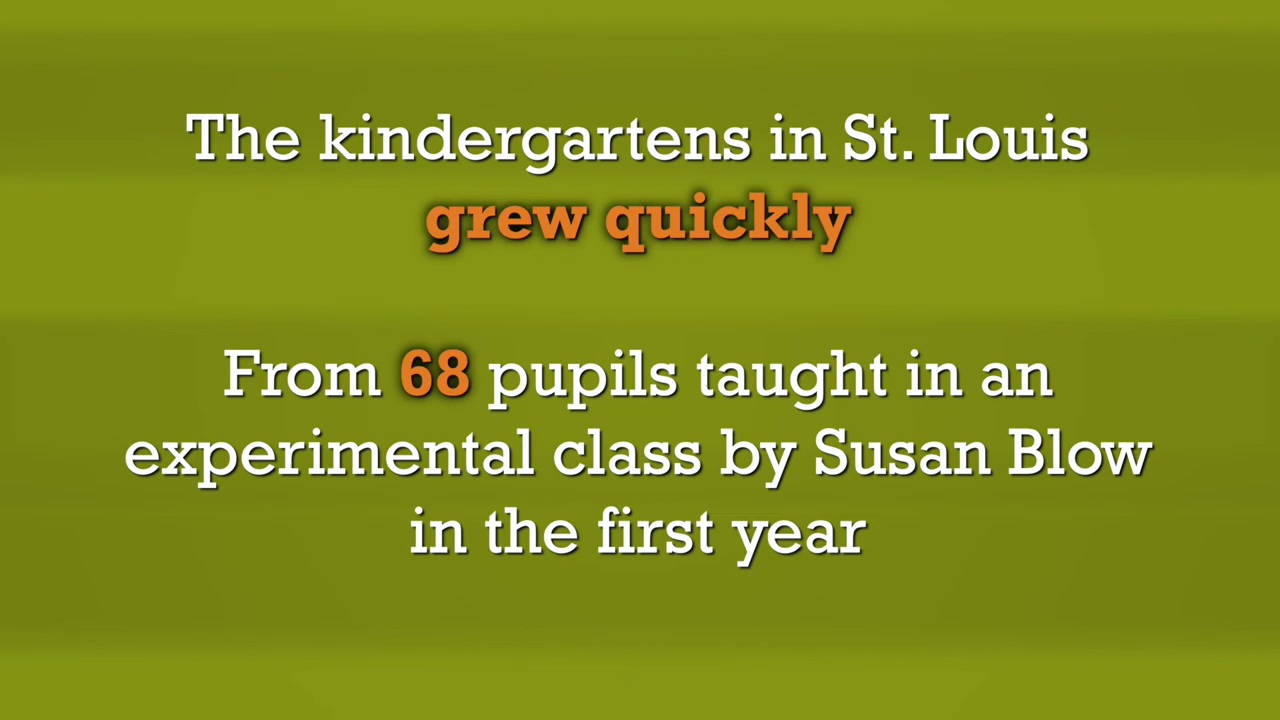 The kindergartens in St. Louis
grew quickly
From 68 pupils taught in an
experimental class by Susan Blow
in the first year